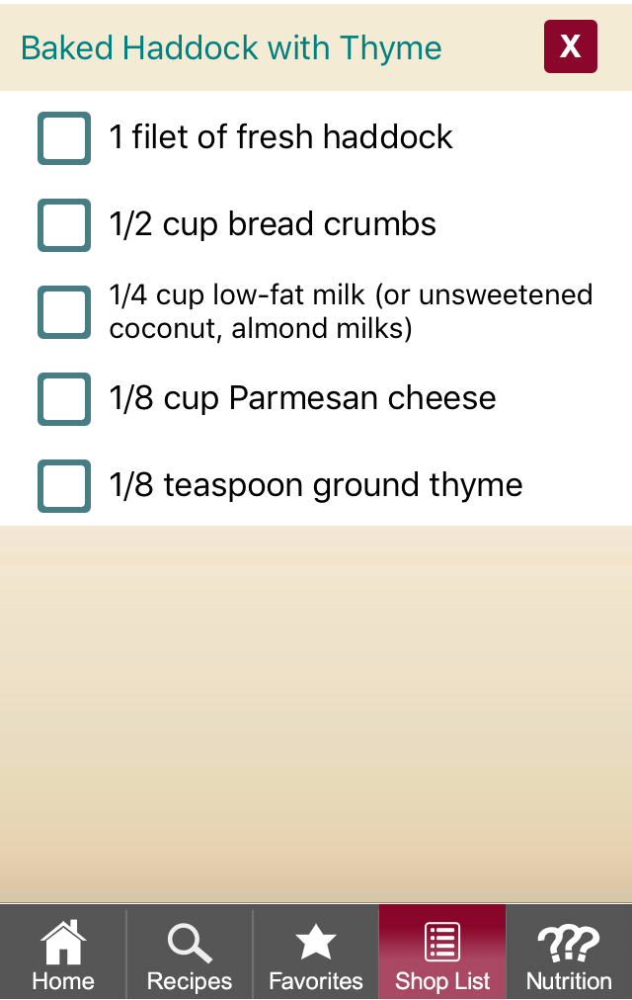 Baked Haddock with Thyme
X
1 filet of fresh haddock
1/2 cup bread crumbs
1/4 cup low-fat milk (or unsweetened
coconut, almond milks)
1/8 cup Parmesan cheese
1/8 teaspoon ground thyme
???
Home
Recipes
Favorites
Shop List
Nutrition